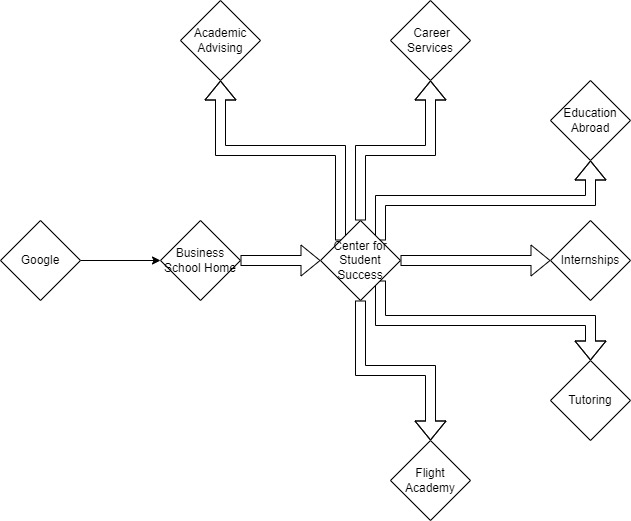 Academic
Advising
Career
Services
Education
Abroad
Google
Business
School Home
Center for
Student
Success
Internships
Tutoring
Flight
Academy